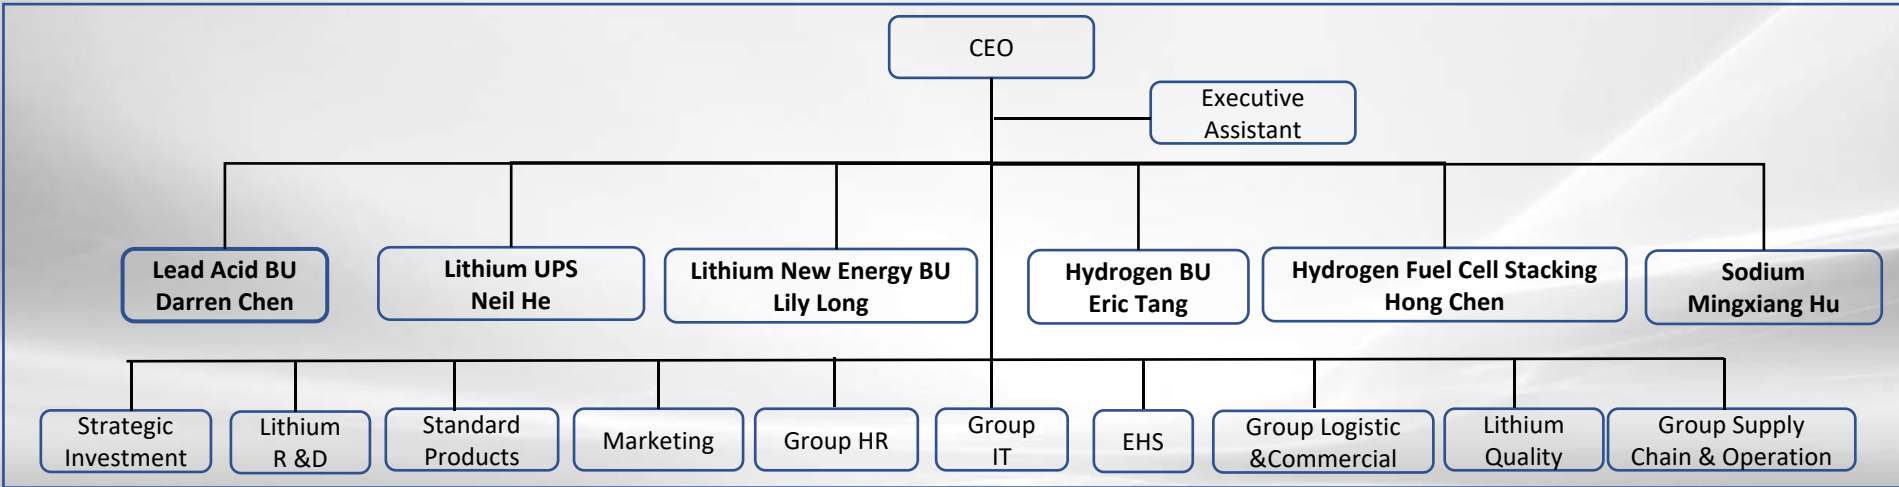 CEO
Executive
Assistant
Lead Acid BU
Darren Chen
Lithium UPS
Neil He
Lithium New Energy BU
Lily Long
Hydrogen BU
Eric Tang
Hydrogen Fuel Cell Stacking
Hong Chen
Sodium
Mingxiang Hu
Strategic
Investment
Lithium
R &D
Standard
Products
Marketing
Group HR
Group
IT
EHS
Group Logistic
&Commercial
Lithium
Quality
Group Supply
Chain & Operation